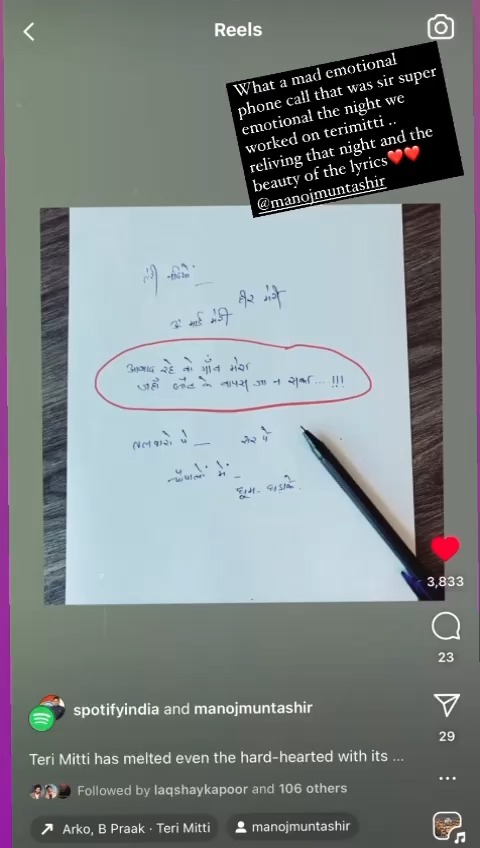 Reels
What a mad emotional
phone call that was sir super
emotional the night we
worked on terimitti ..
reliving that night and the
beauty of the lyrics❤️❤️
@manojmuntashir
तेरी नदियों
हीर मेरी
ओ माई मेरी
आबाद रहे वो गाँव मेरा
जहाँ लौट के वापस जा न सका...!!!
तलवारों पे सर पे
में -
3,833
23
29
spotifyindia and manojmuntashir
Teri Mitti has melted even the hard-hearted with its ...
Followed by laqshaykapoor and 106 others
Arko, B Praak · Teri Mitti
manojmuntashir